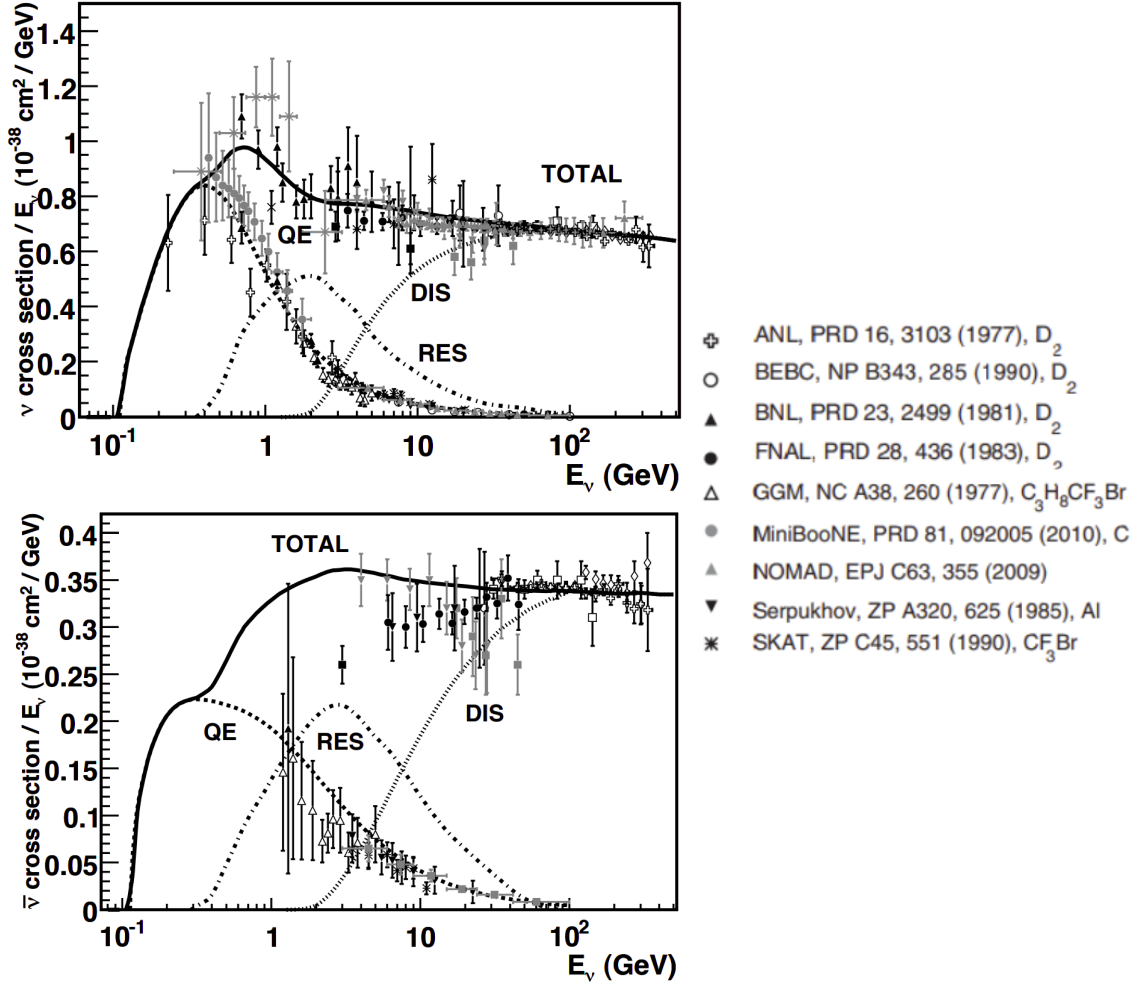 ν cross section / Eν (10-38 cm2 / GeV)
1.4
1.2
1
0.8
0.6
0.4
0.2
0
TOTAL
QE
DIS
RES
10-1
1
10
102
Eν (GeV)
ν̅ cross section / Eν (10-38 cm2 / GeV)
0.4
0.35
0.3
0.25
0.2
0.15
0.1
0.05
0
TOTAL
QE
RES
DIS
10-1
1
10
102
Eν (GeV)
ANL, PRD 16, 3103 (1977), D2
BEBC, NP B343, 285 (1990), D2
BNL, PRD 23, 2499 (1981), D2
FNAL, PRD 28, 436 (1983), D2
GGM, NC A38, 260 (1977), C3H8CF3Br
MiniBooNE, PRD 81, 092005 (2010), C
NOMAD, EPJ C63, 355 (2009)
Serpukhov, ZP A320, 625 (1985), Al
SKAT, ZP C45, 551 (1990), CF3Br